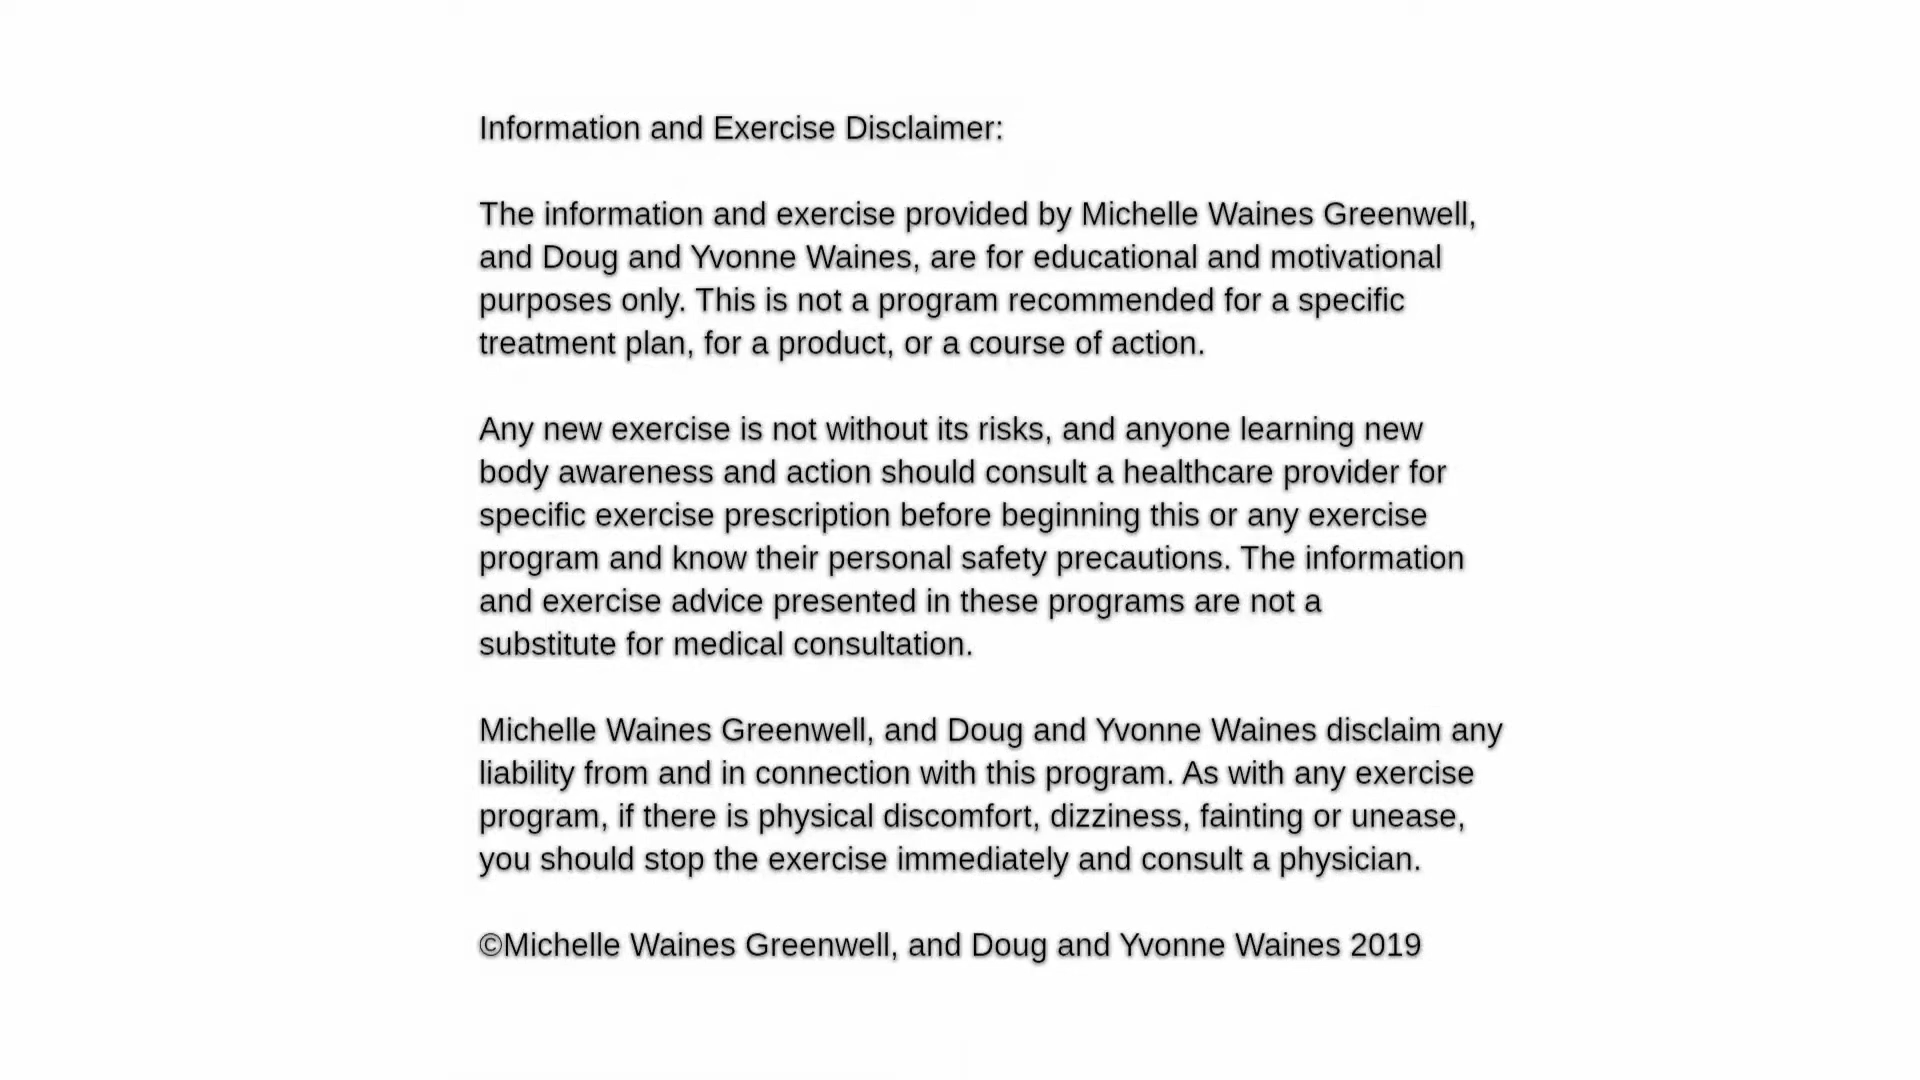 Information and Exercise Disclaimer:
The information and exercise provided by Michelle Waines Greenwell,
and Doug and Yvonne Waines, are for educational and motivational
purposes only. This is not a program recommended for a specific
treatment plan, for a product, or a course of action.
Any new exercise is not without its risks, and anyone learning new
body awareness and action should consult a healthcare provider for
specific exercise prescription before beginning this or any exercise
program and know their personal safety precautions. The information
and exercise advice presented in these programs are not a
substitute for medical consultation.
Michelle Waines Greenwell, and Doug and Yvonne Waines disclaim any
liability from and in connection with this program. As with any exercise
program, if there is physical discomfort, dizziness, fainting or unease,
you should stop the exercise immediately and consult a physician.
©Michelle Waines Greenwell, and Doug and Yvonne Waines 2019